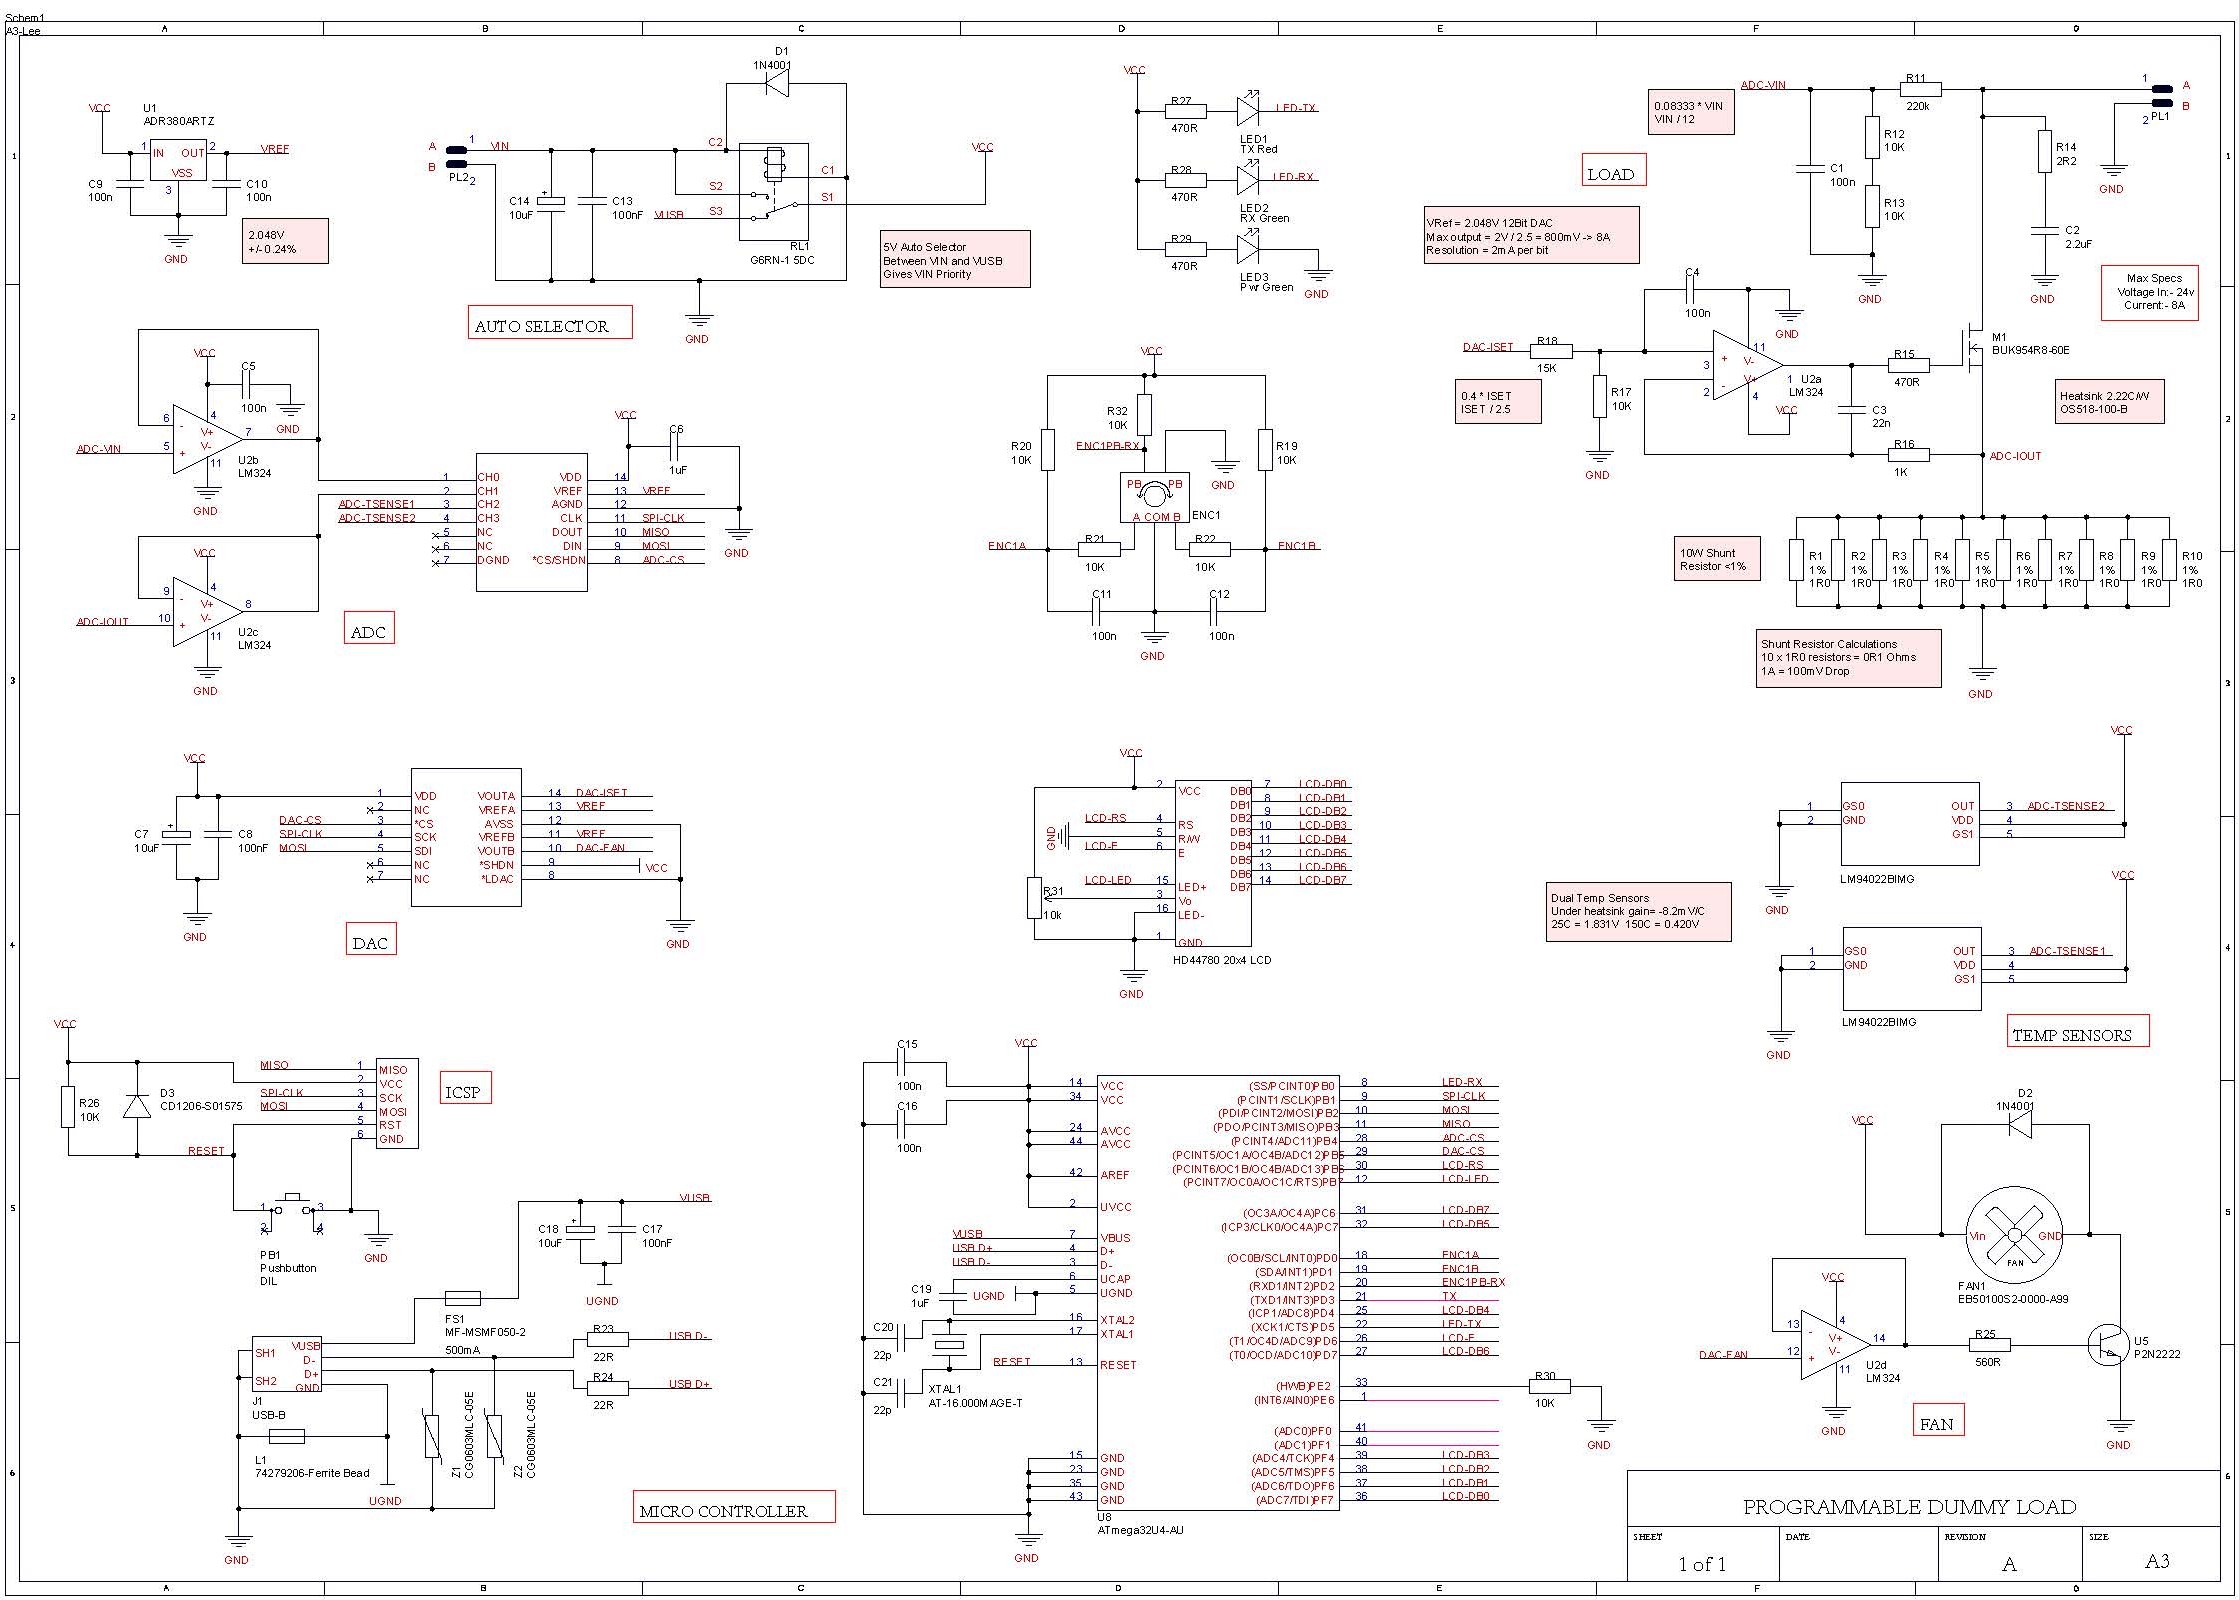 Schem1
A3-Lee
A B C D E F G
VCC
U1
ADR380ARTZ
1 IN OUT 2 VREF
VSS
3
C9
100n
C10
100n
GND
2.048V
+/-0.24%
D1
1N4001
A 1 VIN
B
PL2 2
C14
10uF
C13
100nF
C2
C1
S2
S3
S1
VUSB
VCC
RL1
G6RN-1 5DC
GND
AUTO SELECTOR
5V Auto Selector
Between VIN and VUSB
Gives VIN Priority
VCC
R27
470R
LED-TX
LED1
TX Red
R28
470R
LED-RX
LED2
RX Green
R29
470R
LED3
Pwr Green
GND
ADC-VIN
R11
220k
0.08333 * VIN
VIN / 12
R12
10K
R13
10K
C1
100n
GND
1 A
B
2 PL1
GND
R14
2R2
C2
2.2uF
GND
LOAD
VRef = 2.048V 12Bit DAC
Max output = 2V / 2.5 = 800mV -> 8A
Resolution = 2mA per bit
Max Specs
Voltage In:- 24v
Current:- 8A
C4
100n
GND
DAC-ISET
R18
15K
R17
10K
GND
0.4 * ISET
ISET / 2.5
3 + V- 11
2 - V+ 4
1 U2a
LM324
VCC
R15
470R
C3
22n
R16
1K
ADC-IOUT
M1
BUK954R8-60E
Heatsink 2.22C/W
OS518-100-B
10W Shunt
Resistor <1%
R1 R2 R3 R4 R5 R6 R7 R8 R9 R10
1% 1% 1% 1% 1% 1% 1% 1% 1% 1%
1R0 1R0 1R0 1R0 1R0 1R0 1R0 1R0 1R0 1R0
Shunt Resistor Calculations
10 x 1R0 resistors = 0R1 Ohms
1A = 100mV Drop
GND
VCC
C5
100n
GND
6 -
5 +
ADC-VIN
V+ 4
V- 11
7
U2b
LM324
GND
VCC
9 -
10 +
ADC-IOUT
V+ 4
V- 11
8
U2c
LM324
GND
ADC
VCC
C6
1uF
GND
1 CH0 VDD 14
2 CH1 VREF 13 VREF
ADC-TSENSE1 3 CH2 AGND 12
ADC-TSENSE2 4 CH3 CLK 11 SPI-CLK
5 NC DOUT 10 MISO
6 NC DIN 9 MOSI
7 DGND *CS/SHDN 8 ADC-CS
VCC
R20
10K
R32
10K
R19
10K
ENC1PB-RX
GND
PB PB
A COM B
ENC1
ENC1A
R21
10K
R22
10K
ENC1B
C11
100n
C12
100n
GND
VCC
C7
10uF
C8
100nF
GND
1 VDD VOUTA 14 DAC-ISET
2 NC VREFA 13 VREF
DAC-CS 3 *CS AVSS 12
SPI-CLK 4 SCK VREFB 11 VREF
MOSI 5 SDI VOUTB 10 DAC-FAN
6 NC *SHDN 9 VCC
7 NC *LDAC 8
GND
DAC
VCC
2 VCC DB0 7 LCD-DB0
DB1 8 LCD-DB1
LCD-RS 4 RS DB2 9 LCD-DB2
GND 5 R/W DB3 10 LCD-DB3
LCD-E 6 E DB4 11 LCD-DB4
DB5 12 LCD-DB5
DB6 13 LCD-DB6
LCD-LED 15 LED+ DB7 14 LCD-DB7
R31
10k
3 Vo
16 LED-
1 GND
HD44780 20x4 LCD
GND
VCC
1 GS0 OUT 3 ADC-TSENSE2
2 GND VDD 4
GS1 5
LM94022BIMG
GND
VCC
1 GS0 OUT 3 ADC-TSENSE1
2 GND VDD 4
GS1 5
LM94022BIMG
GND
Dual Temp Sensors
Under heatsink gain= -8.2mV/C
25C = 1.831V 150C = 0.420V
TEMP SENSORS
VCC
R26
10K
D3
CD1206-S01575
MISO 1 MISO
2 VCC
SPI-CLK 3 SCK
MOSI 4 MOSI
5 RST
6 GND
RESET
ICSP
1 3
2 4
PB1
Pushbutton
DIL
GND
VUSB
C18
10uF
C17
100nF
UGND
FS1
MF-MSMF050-2
500mA
SH1
SH2
VUSB
D-
D+
GND
J1
USB-B
R23
22R
USB D-
R24
22R
USB D+
L1
74279206-Ferrite Bead
UGND
Z1
CG0603MLC-05E
Z2
CG0603MLC-05E
GND
MICRO CONTROLLER
C15
100n
C16
100n
VCC
14 VCC
34 VCC
24 AVCC
44 AVCC
42 AREF
2 UVCC
VUSB 7 VBUS
USB D+ 4 D+
USB D- 3 D-
6 UCAP
UGND 5 UGND
C19
1uF
16 XTAL2
17 XTAL1
C20
22p
C21
22p
RESET 13 RESET
XTAL1
AT-16.000MAGE-T
15 GND
23 GND
35 GND
43 GND
GND
U8
ATmega32U4-AU
(SS/PCINT0)PB0 8 LED-RX
(PCINT1/SCLK)PB1 9 SPI-CLK
(PDI/PCINT2/MOSI)PB2 10 MOSI
(PDO/PCINT3/MISO)PB3 11 MISO
(PCINT4/ADC11)PB4 28 ADC-CS
(PCINT5/OC1A/OC4B/ADC12)PB5 29 DAC-CS
(PCINT6/OC1B/OC4B/ADC13)PB6 30 LCD-RS
(PCINT7/OC0A/OC1C/RTS)PB7 12 LCD-LED
(OC3A/OC4A)PC6 31 LCD-DB7
(ICP3/CLK0/OC4A)PC7 32 LCD-DB5
(OC0B/SCL/INT0)PD0 18 ENC1A
(SDA/INT1)PD1 19 ENC1B
(RXD1/INT2)PD2 20 ENC1PB-RX
(TXD1/INT3)PD3 21 TX
(ICP1/ADC8)PD4 25 LCD-DB4
(XCK1/CTS)PD5 22 LED-TX
(T1/OC4D/ADC9)PD6 26 LCD-E
(T0/OCD/ADC10)PD7 27 LCD-DB6
(HWB)PE2 33
(INT6/AIN0)PE6 1
(ADC0)PF0 41
(ADC1)PF1 40
(ADC4/TCK)PF4 39 LCD-DB3
(ADC5/TMS)PF5 38 LCD-DB2
(ADC6/TDO)PF6 37 LCD-DB1
(ADC7/TDI)PF7 36 LCD-DB0
R30
10K
GND
VCC
D2
1N4001
Vin GND
FAN
FAN1
EB50100S2-0000-A99
VCC
13 -
12 +
DAC-FAN
V+ 4
V- 11
14
U2d
LM324
GND
R25
560R
U5
P2N2222
GND
FAN
PROGRAMMABLE DUMMY LOAD
SHEET DATE REVISION SIZE
1 of 1 A A3
1 2 3 4 5 6
1 2 3 4 5 6
A B C D E F G